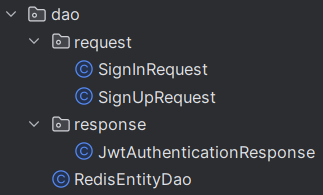 dao
request
SignInRequest
SignUpRequest
response
JwtAuthenticationResponse
RedisEntityDao